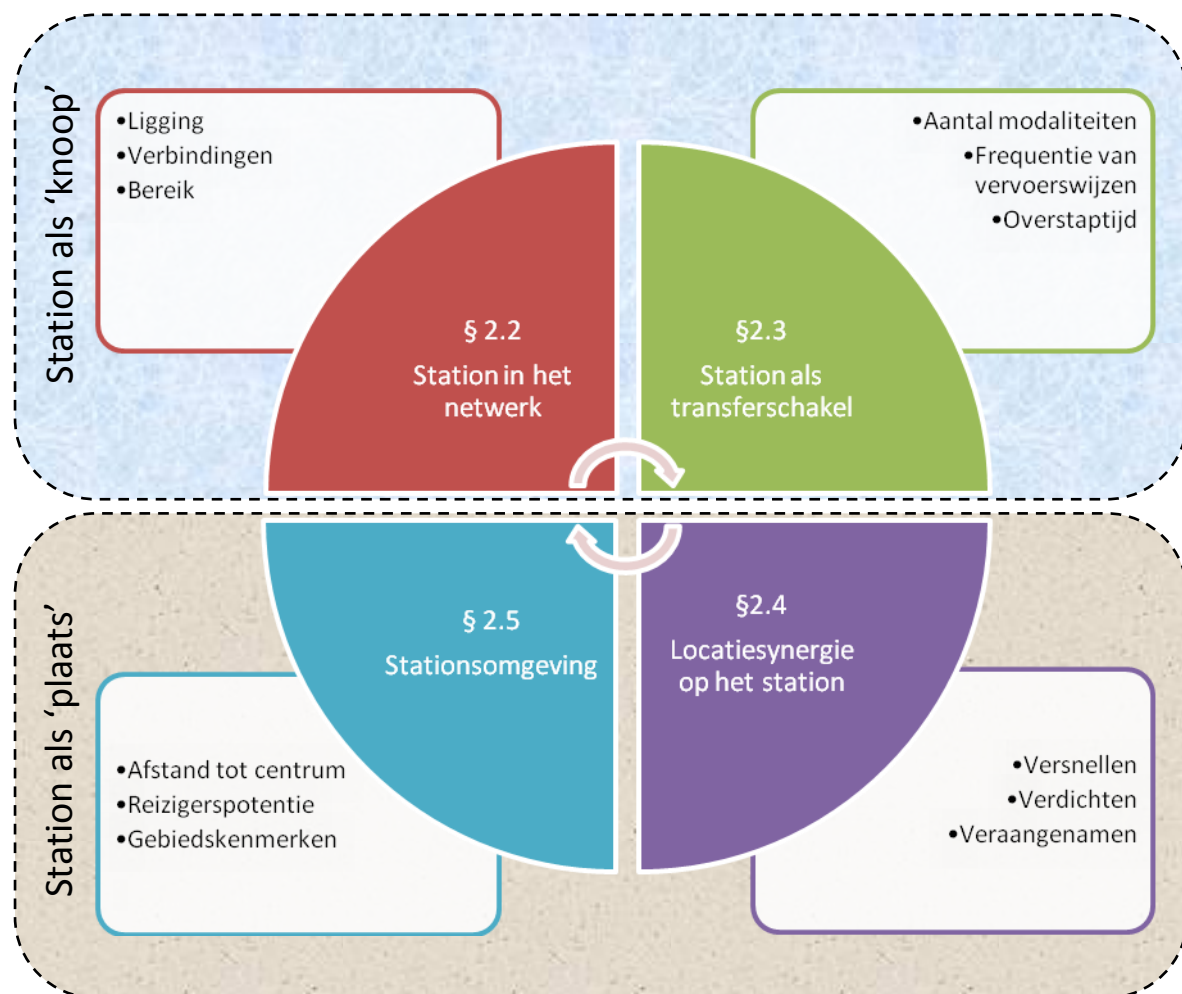 Station als ‘knoop’
•Ligging
•Verbindingen
•Bereik
•Aantal modaliteiten
•Frequentie van
vervoerswijzen
•Overstaptijd
§ 2.2
Station in het
netwerk
§2.3
Station als
transferschakel
Station als ‘plaats’
§ 2.5
Stationsomgeving
§2.4
Locatiesynergie
op het station
•Afstand tot centrum
•Reizigerspotentie
•Gebiedskenmerken
•Versnellen
•Verdichten
•Veraangenamen